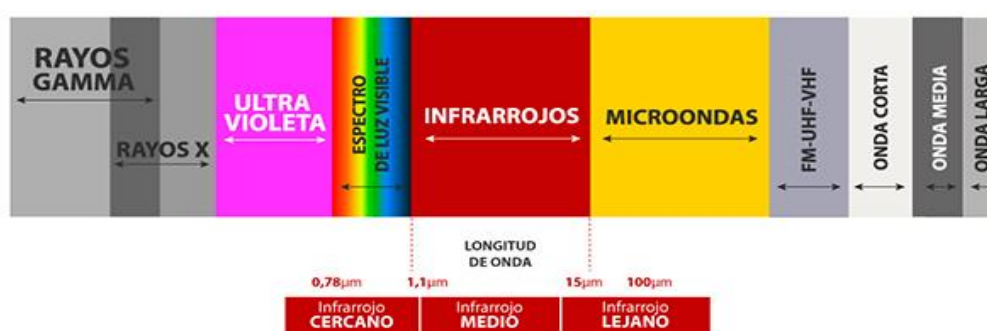 RAYOS
GAMMA
RAYOS X
ULTRA
VIOLETA
ESPECTRO
DE LUZ VISIBLE
INFRARROJOS
MICROONDAS
FM-UHF-VHF
ONDA CORTA
ONDA MEDIA
ONDA LARGA
LONGITUD
DE ONDA
0,78µm 1,1µm 15µm 100µm
Infrarrojo
CERCANO
Infrarrojo
MEDIO
Infrarrojo
LEJANO